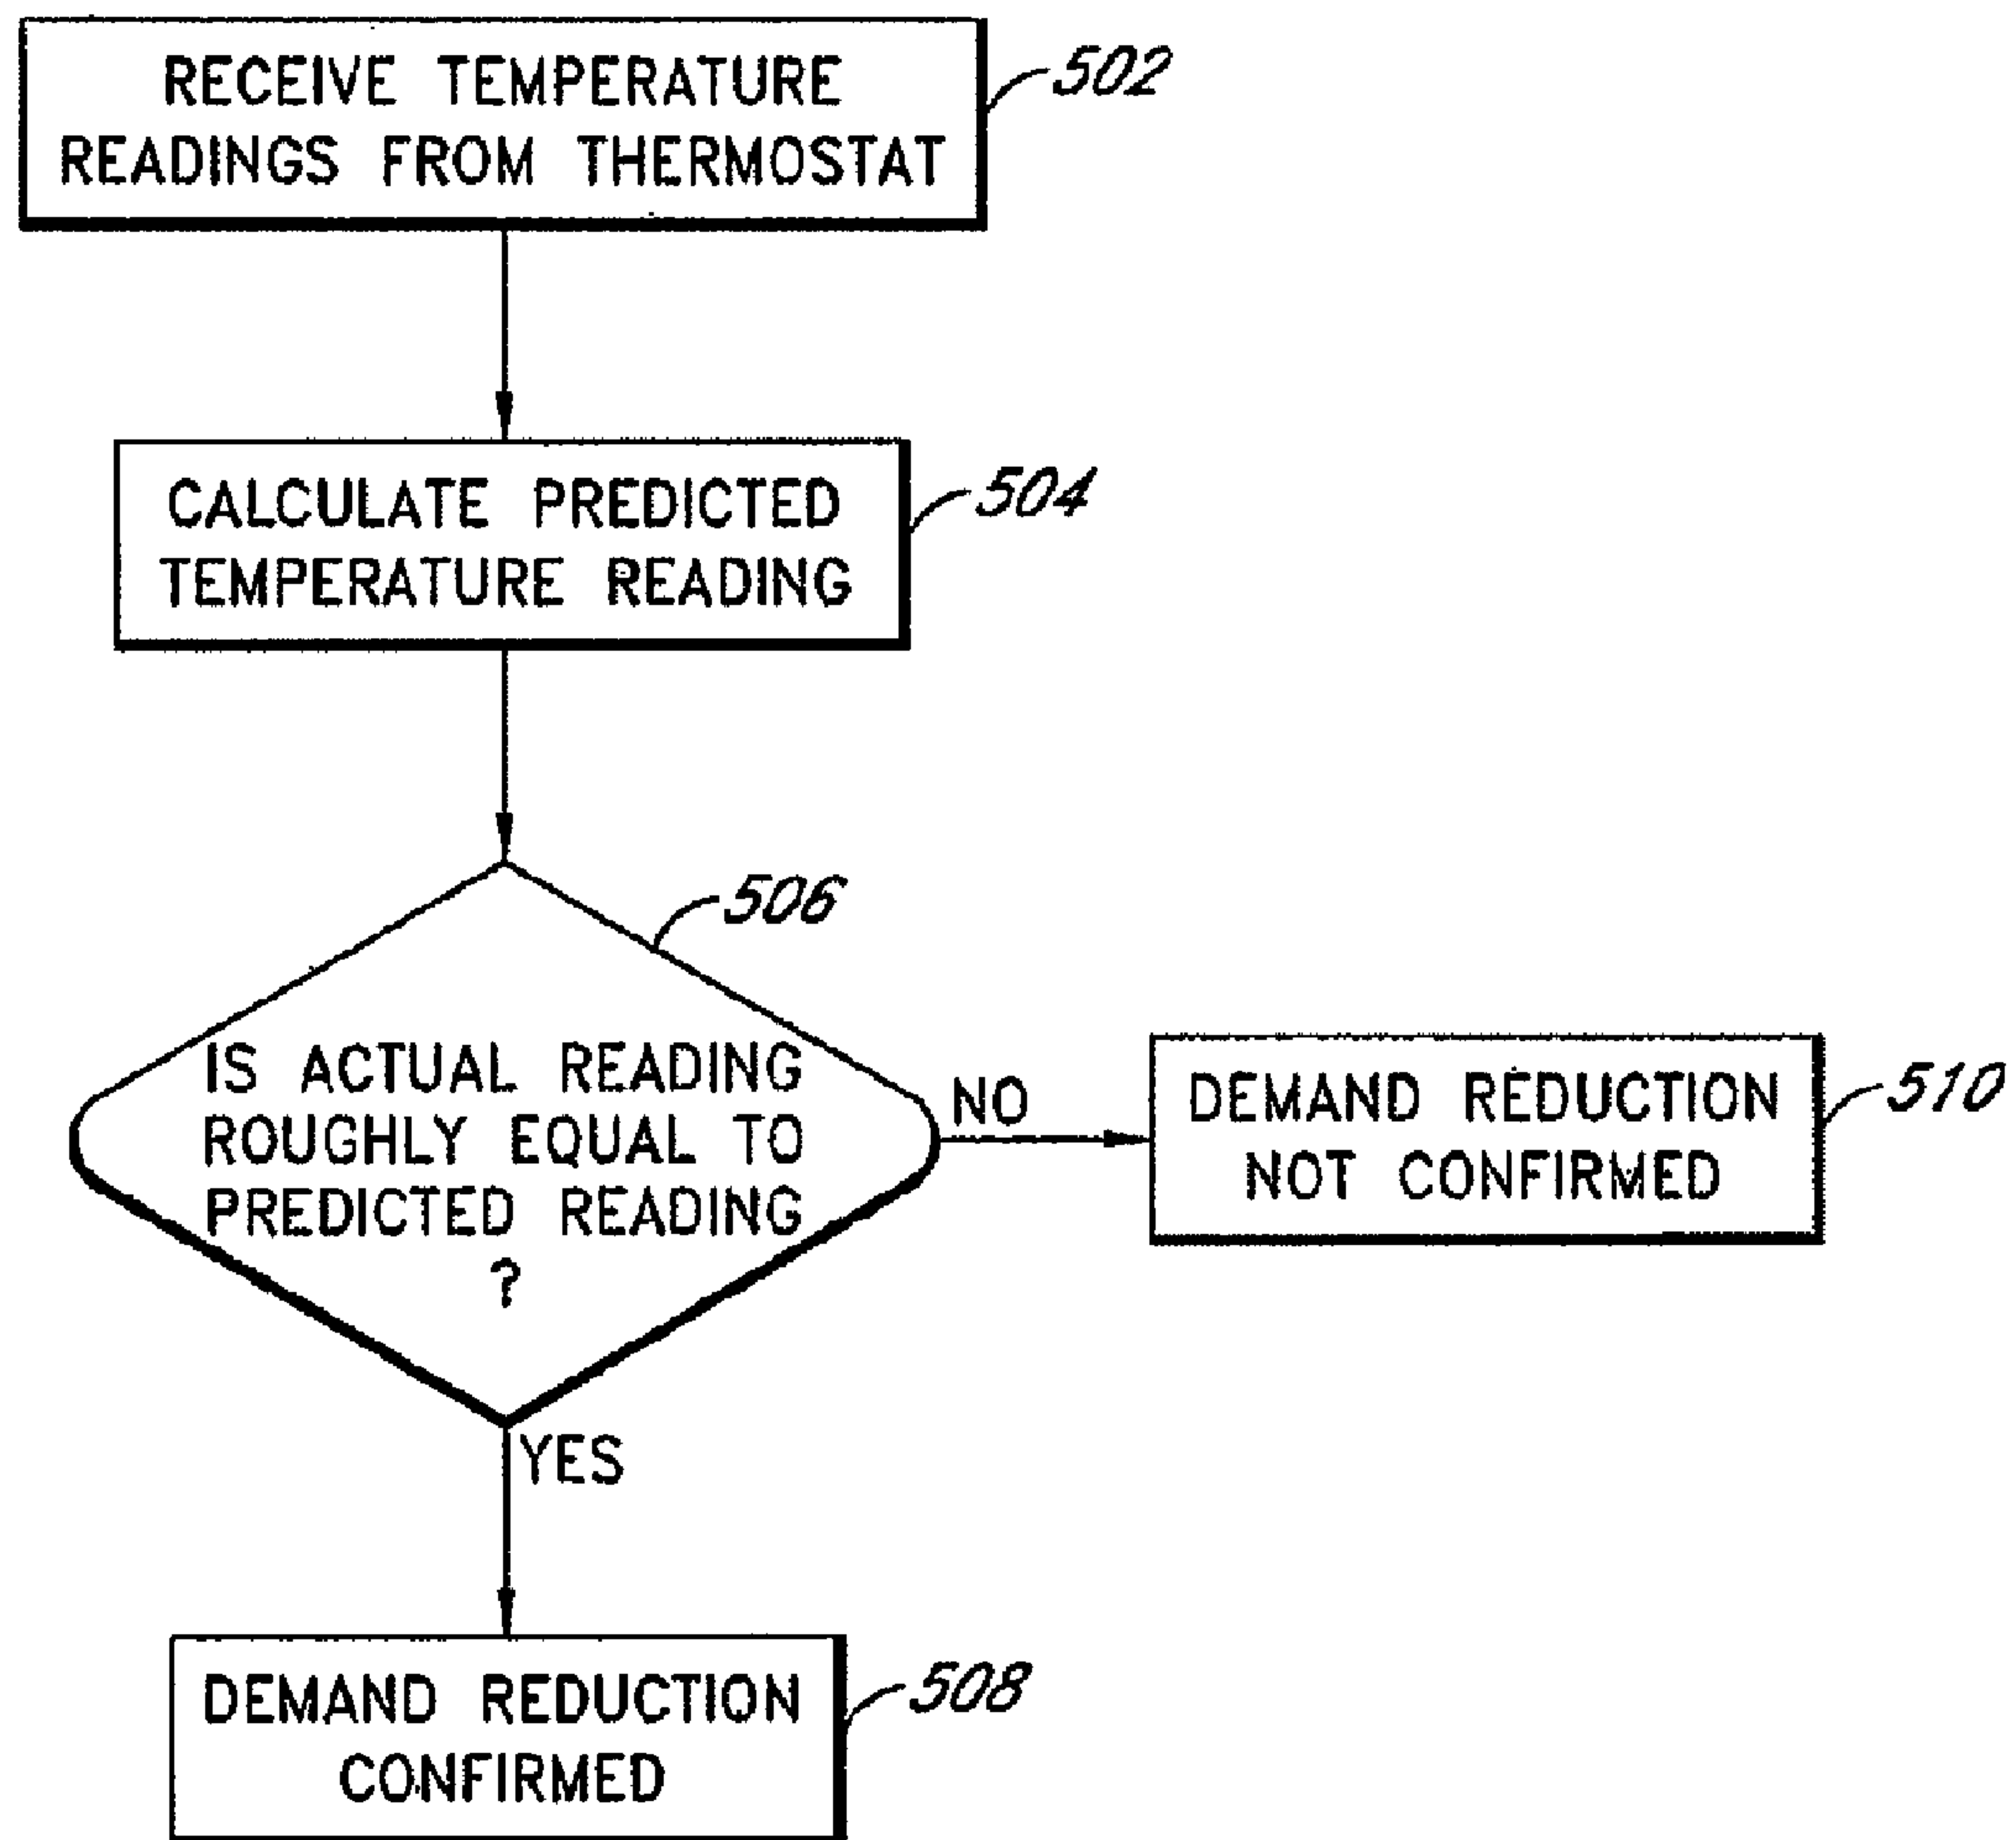 RECEIVE TEMPERATURE
READINGS FROM THERMOSTAT
502
CALCULATE PREDICTED
TEMPERATURE READING
504
506
IS ACTUAL READING
ROUGHLY EQUAL TO
PREDICTED READING
?
NO
DEMAND REDUCTION
NOT CONFIRMED
510
YES
DEMAND REDUCTION
CONFIRMED
508